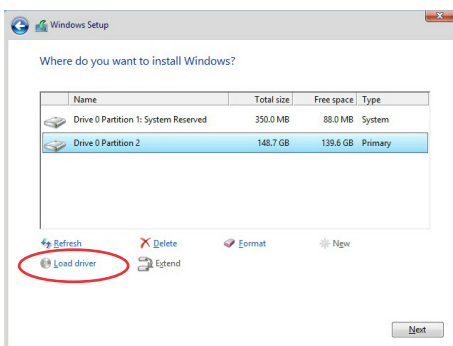 Windows Setup
Where do you want to install Windows?
Name Total size Free space Type
Drive 0 Partition 1: System Reserved 350.0 MB 88.0 MB System
Drive 0 Partition 2 148.7 GB 139.6 GB Primary
Refresh Delete Format New
Load driver Extend
Next